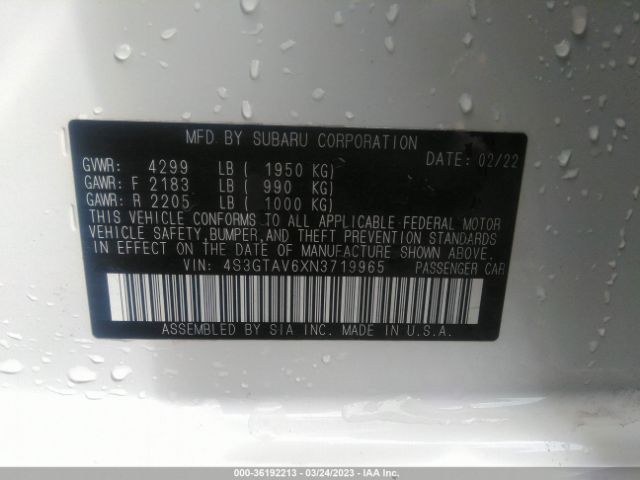 MFD. BY SUBARU CORPORATION
GVWR: 4299 LB ( 1950 KG) DATE: 02/22
GAWR: F 2183 LB ( 990 KG)
GAWR: R 2205 LB ( 1000 KG)
THIS VEHICLE CONFORMS TO ALL APPLICABLE FEDERAL MOTOR
VEHICLE SAFETY, BUMPER, AND THEFT PREVENTION STANDARDS
IN EFFECT ON THE DATE OF MANUFACTURE SHOWN ABOVE.
VIN: 4S3GTAV6XN3719965 PASSENGER CAR
ASSEMBLED BY SIA INC. MADE IN U.S.A.
000-36192213 - 03/24/2023 - IAA Inc.